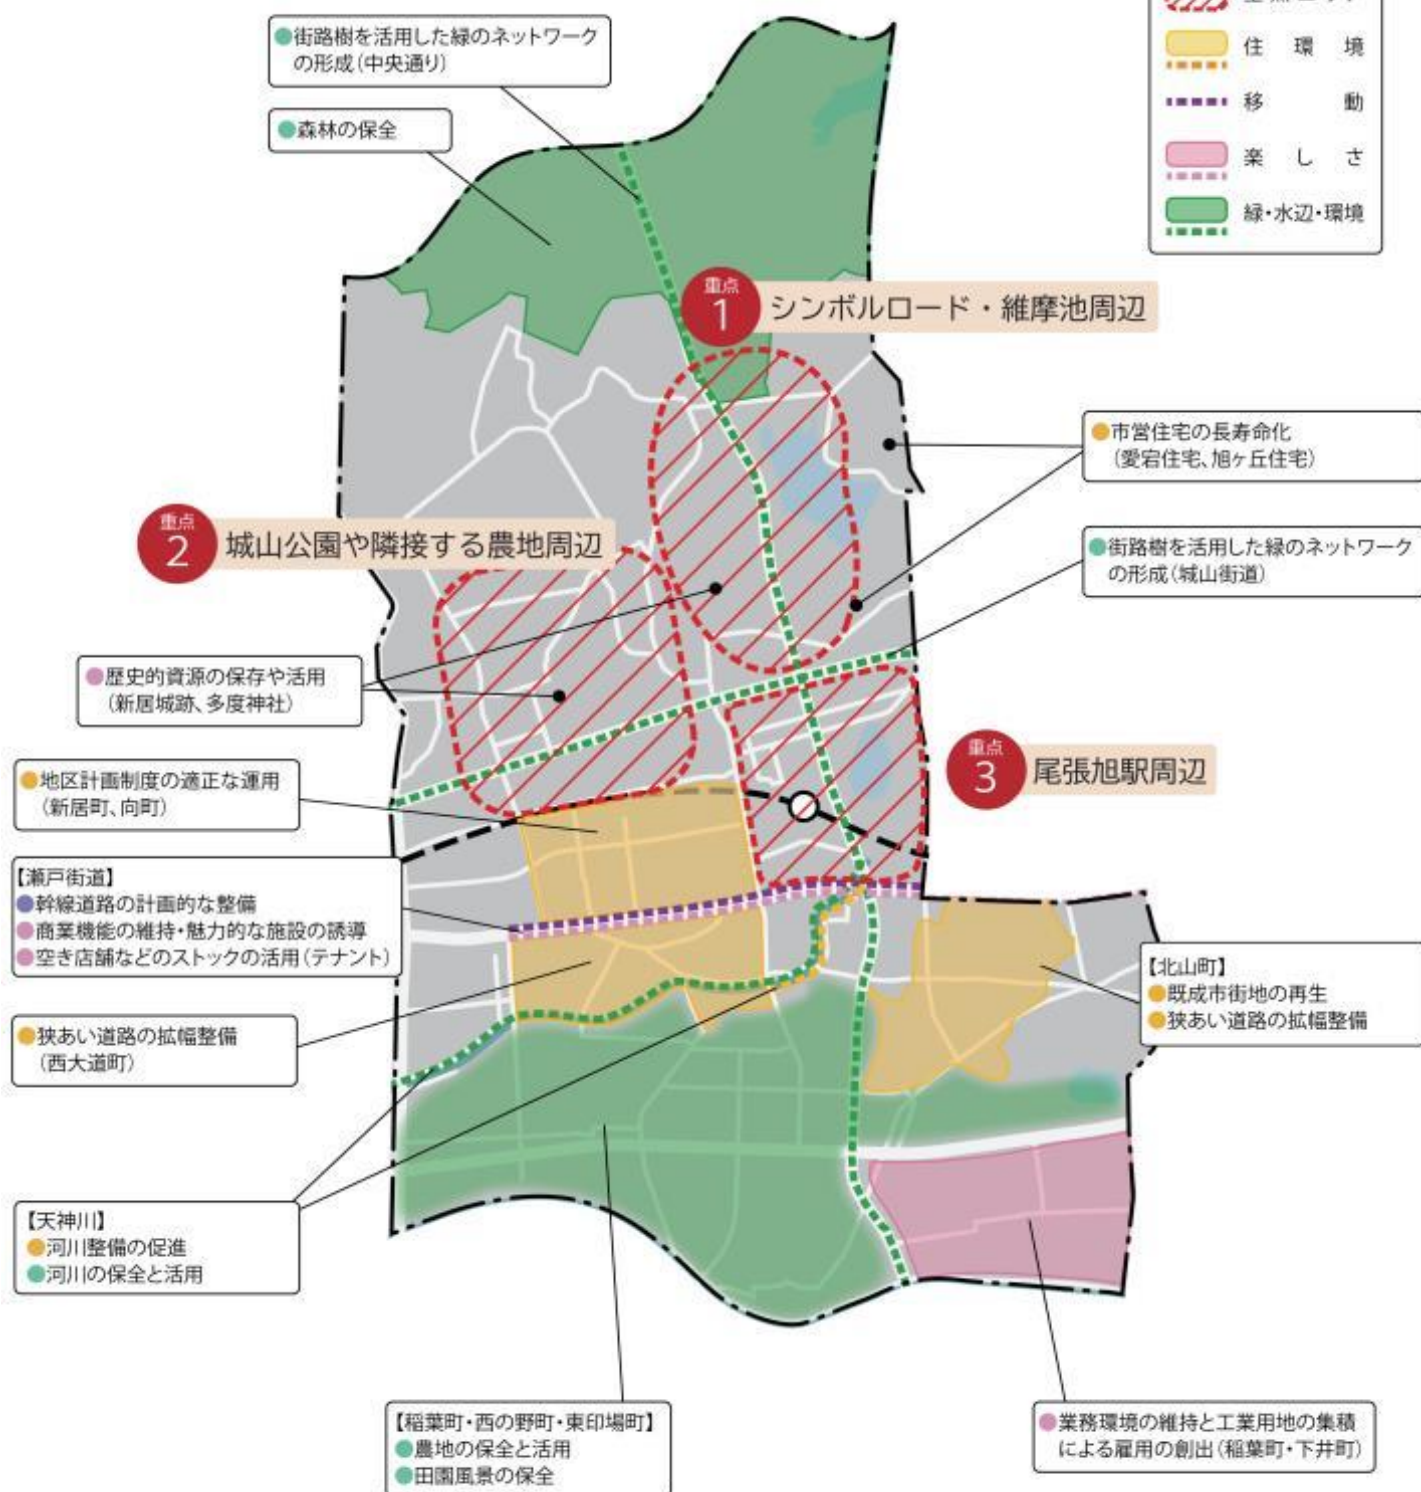 住環境
移動
楽しさ
緑・水辺・環境
●街路樹を活用した緑のネットワーク
の形成(中央通り)
●森林の保全
重点
1
シンボルロード・維摩池周辺
●市営住宅の長寿命化
(愛宕住宅、旭ヶ丘住宅)
重点
2
城山公園や隣接する農地周辺
●街路樹を活用した緑のネットワーク
の形成(城山街道)
●歴史的資源の保存や活用
(新居城跡、多度神社)
重点
3
尾張旭駅周辺
●地区計画制度の適正な運用
(新居町、向町)
【瀬戸街道】
●幹線道路の計画的な整備
●商業機能の維持・魅力的な施設の誘導
●空き店舗などのストックの活用(テナント)
【北山町】
●既成市街地の再生
●狭あい道路の拡幅整備
●狭あい道路の拡幅整備
(西大道町)
【天神川】
●河川整備の促進
●河川の保全と活用
【稲葉町・西の野町・東印場町】
●農地の保全と活用
●田園風景の保全
●業務環境の維持と工業用地の集積
による雇用の創出(稲葉町・下井町)